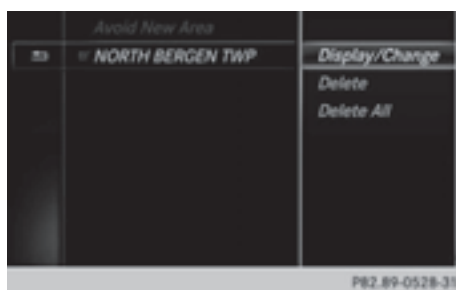 Avoid New Area
NORTH BERGEN TWP
Display/Change
Delete
Delete All
P82.89-0528-31